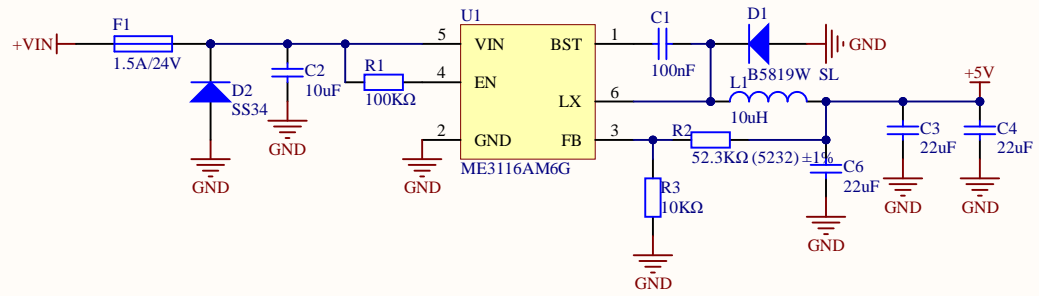 F1
+VIN
1.5A/24V
D2
SS34
GND
C2
10uF
GND
R1
100KΩ
U1
5 VIN BST 1
4 EN
LX 6
2 GND FB 3
ME3116AM6G
GND
C1
100nF
D1
B5819W SL
GND
L1
10uH
R2
52.3KΩ (5232) ±1%
R3
10KΩ
GND
C6
22uF
GND
+5V
C3
22uF
GND
C4
22uF
GND